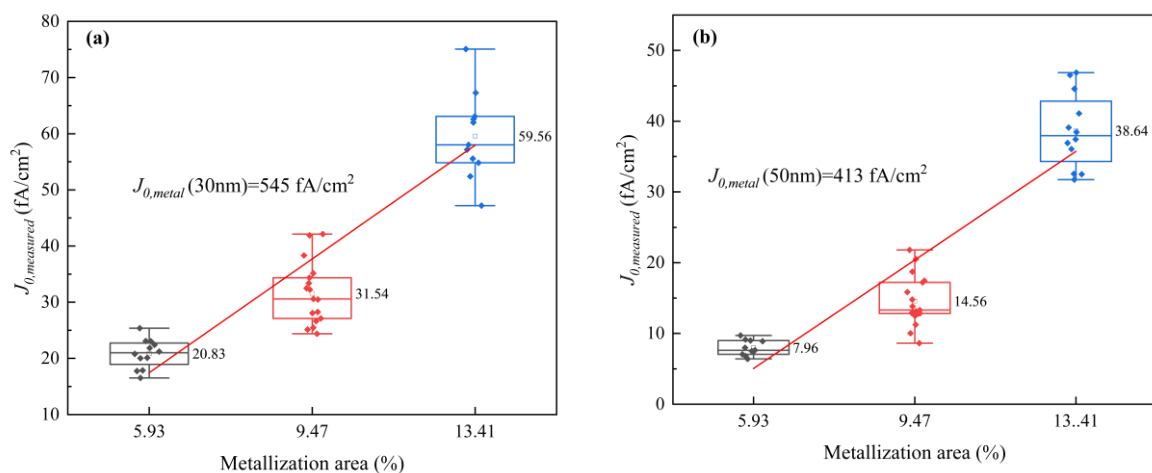 (a)
80
70
60
50
40
30
20
10
J0,measured (fA/cm²)
J0,metal (30nm)=545 fA/cm²
20.83
31.54
59.56
5.93 9.47 13.41
Metallization area (%)
(b)
50
40
30
20
10
0
J0,measured (fA/cm²)
J0,metal (50nm)=413 fA/cm²
7.96
14.56
38.64
5.93 9.47 13..41
Metallization area (%)